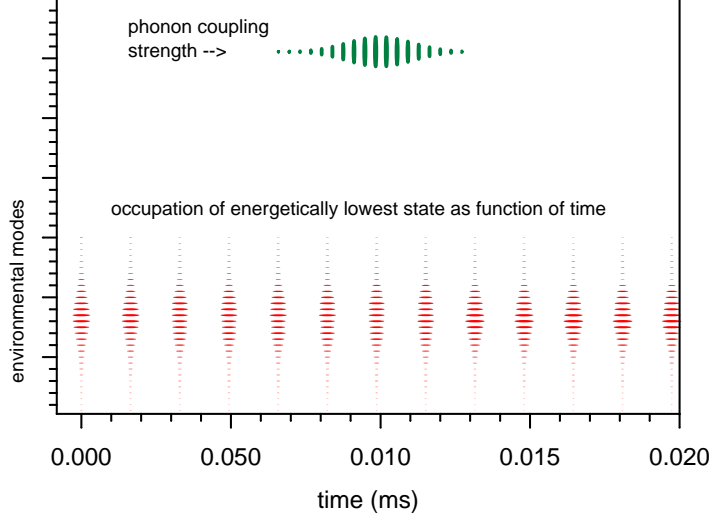 phonon coupling
strength -->
occupation of energetically lowest state as function of time
environmental modes
0.000 0.050 0.010 0.015 0.020
time (ms)